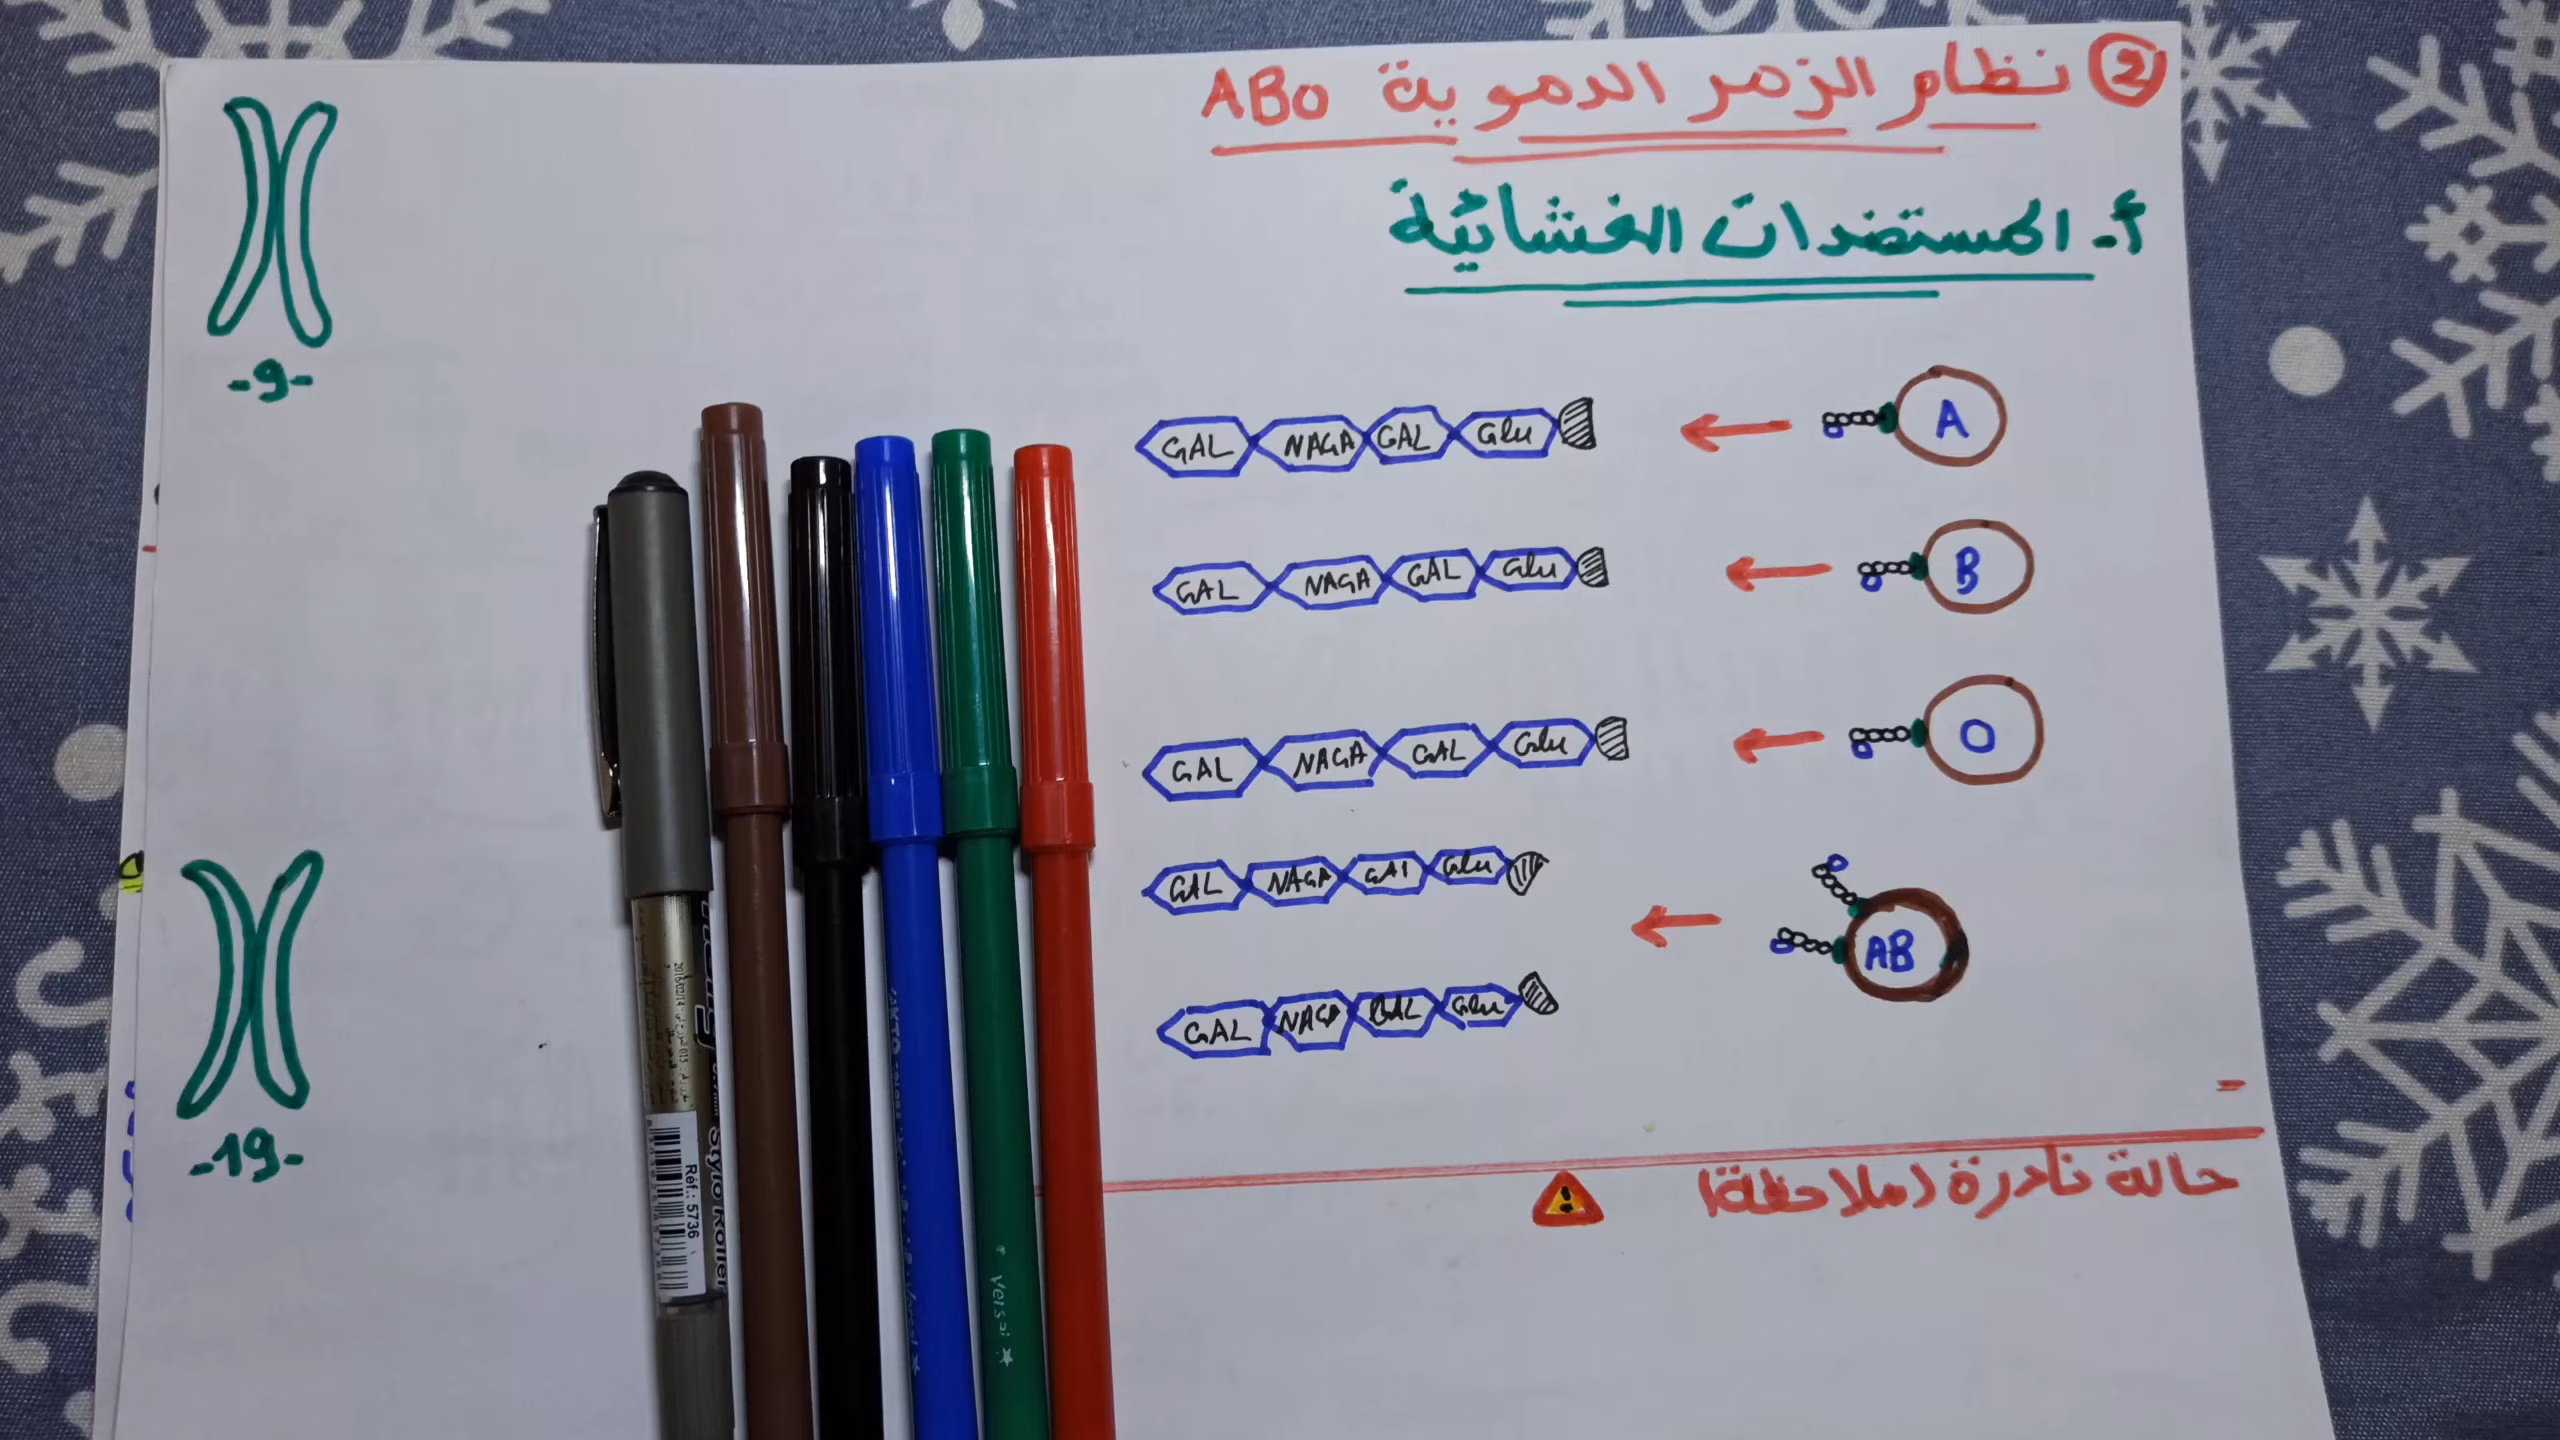 ② نظام الزمر الدموية ABO
أ- المستضدات الغشائية
-9-
GAL NAGA GAL Glu
A
GAL NAGA GAL Glu
B
GAL NAGA GAL Glu
O
GAL NAGA GAL Glu
AB
GAL NAGA GAL Glu
-19-
حالة نادرة (ملاحظة)
Stylo Roller
Réf.: 5736
Versai